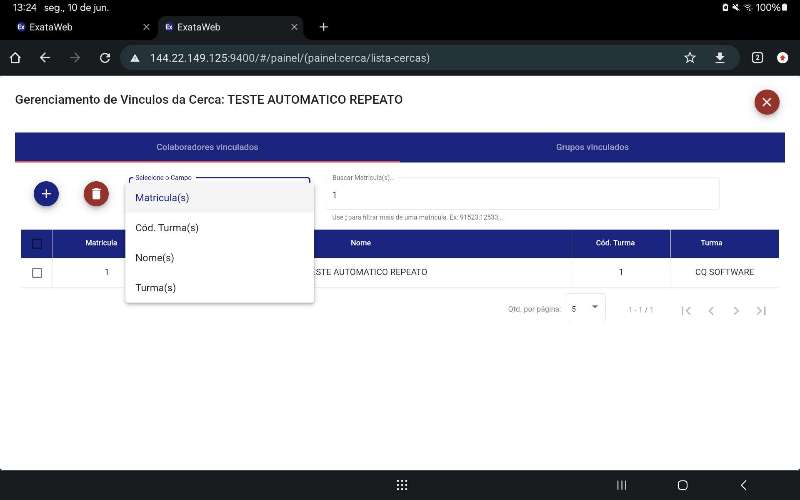 13:24 seg., 10 de jun. 100%
Ex ExataWeb
Ex ExataWeb
144.22.149.125:9400/#/painel/(painel:cerca/lista-cercas) 2
Gerenciamento de Vinculos da Cerca: TESTE AUTOMATICO REPEATO
Colaboradores vinculados Grupos vinculados
Selecione o Campo
Buscar Matricula(s)...
Matricula(s)
1
Cód. Turma(s)
Use ; para filtrar mais de uma matricula. Ex: 91523;12533;...
Nome(s)
Turma(s)
Matricula Nome Cód. Turma Turma
1 ESTE AUTOMATICO REPEATO 1 CQ SOFTWARE
Qtd. por página: 5 1 - 1 / 1